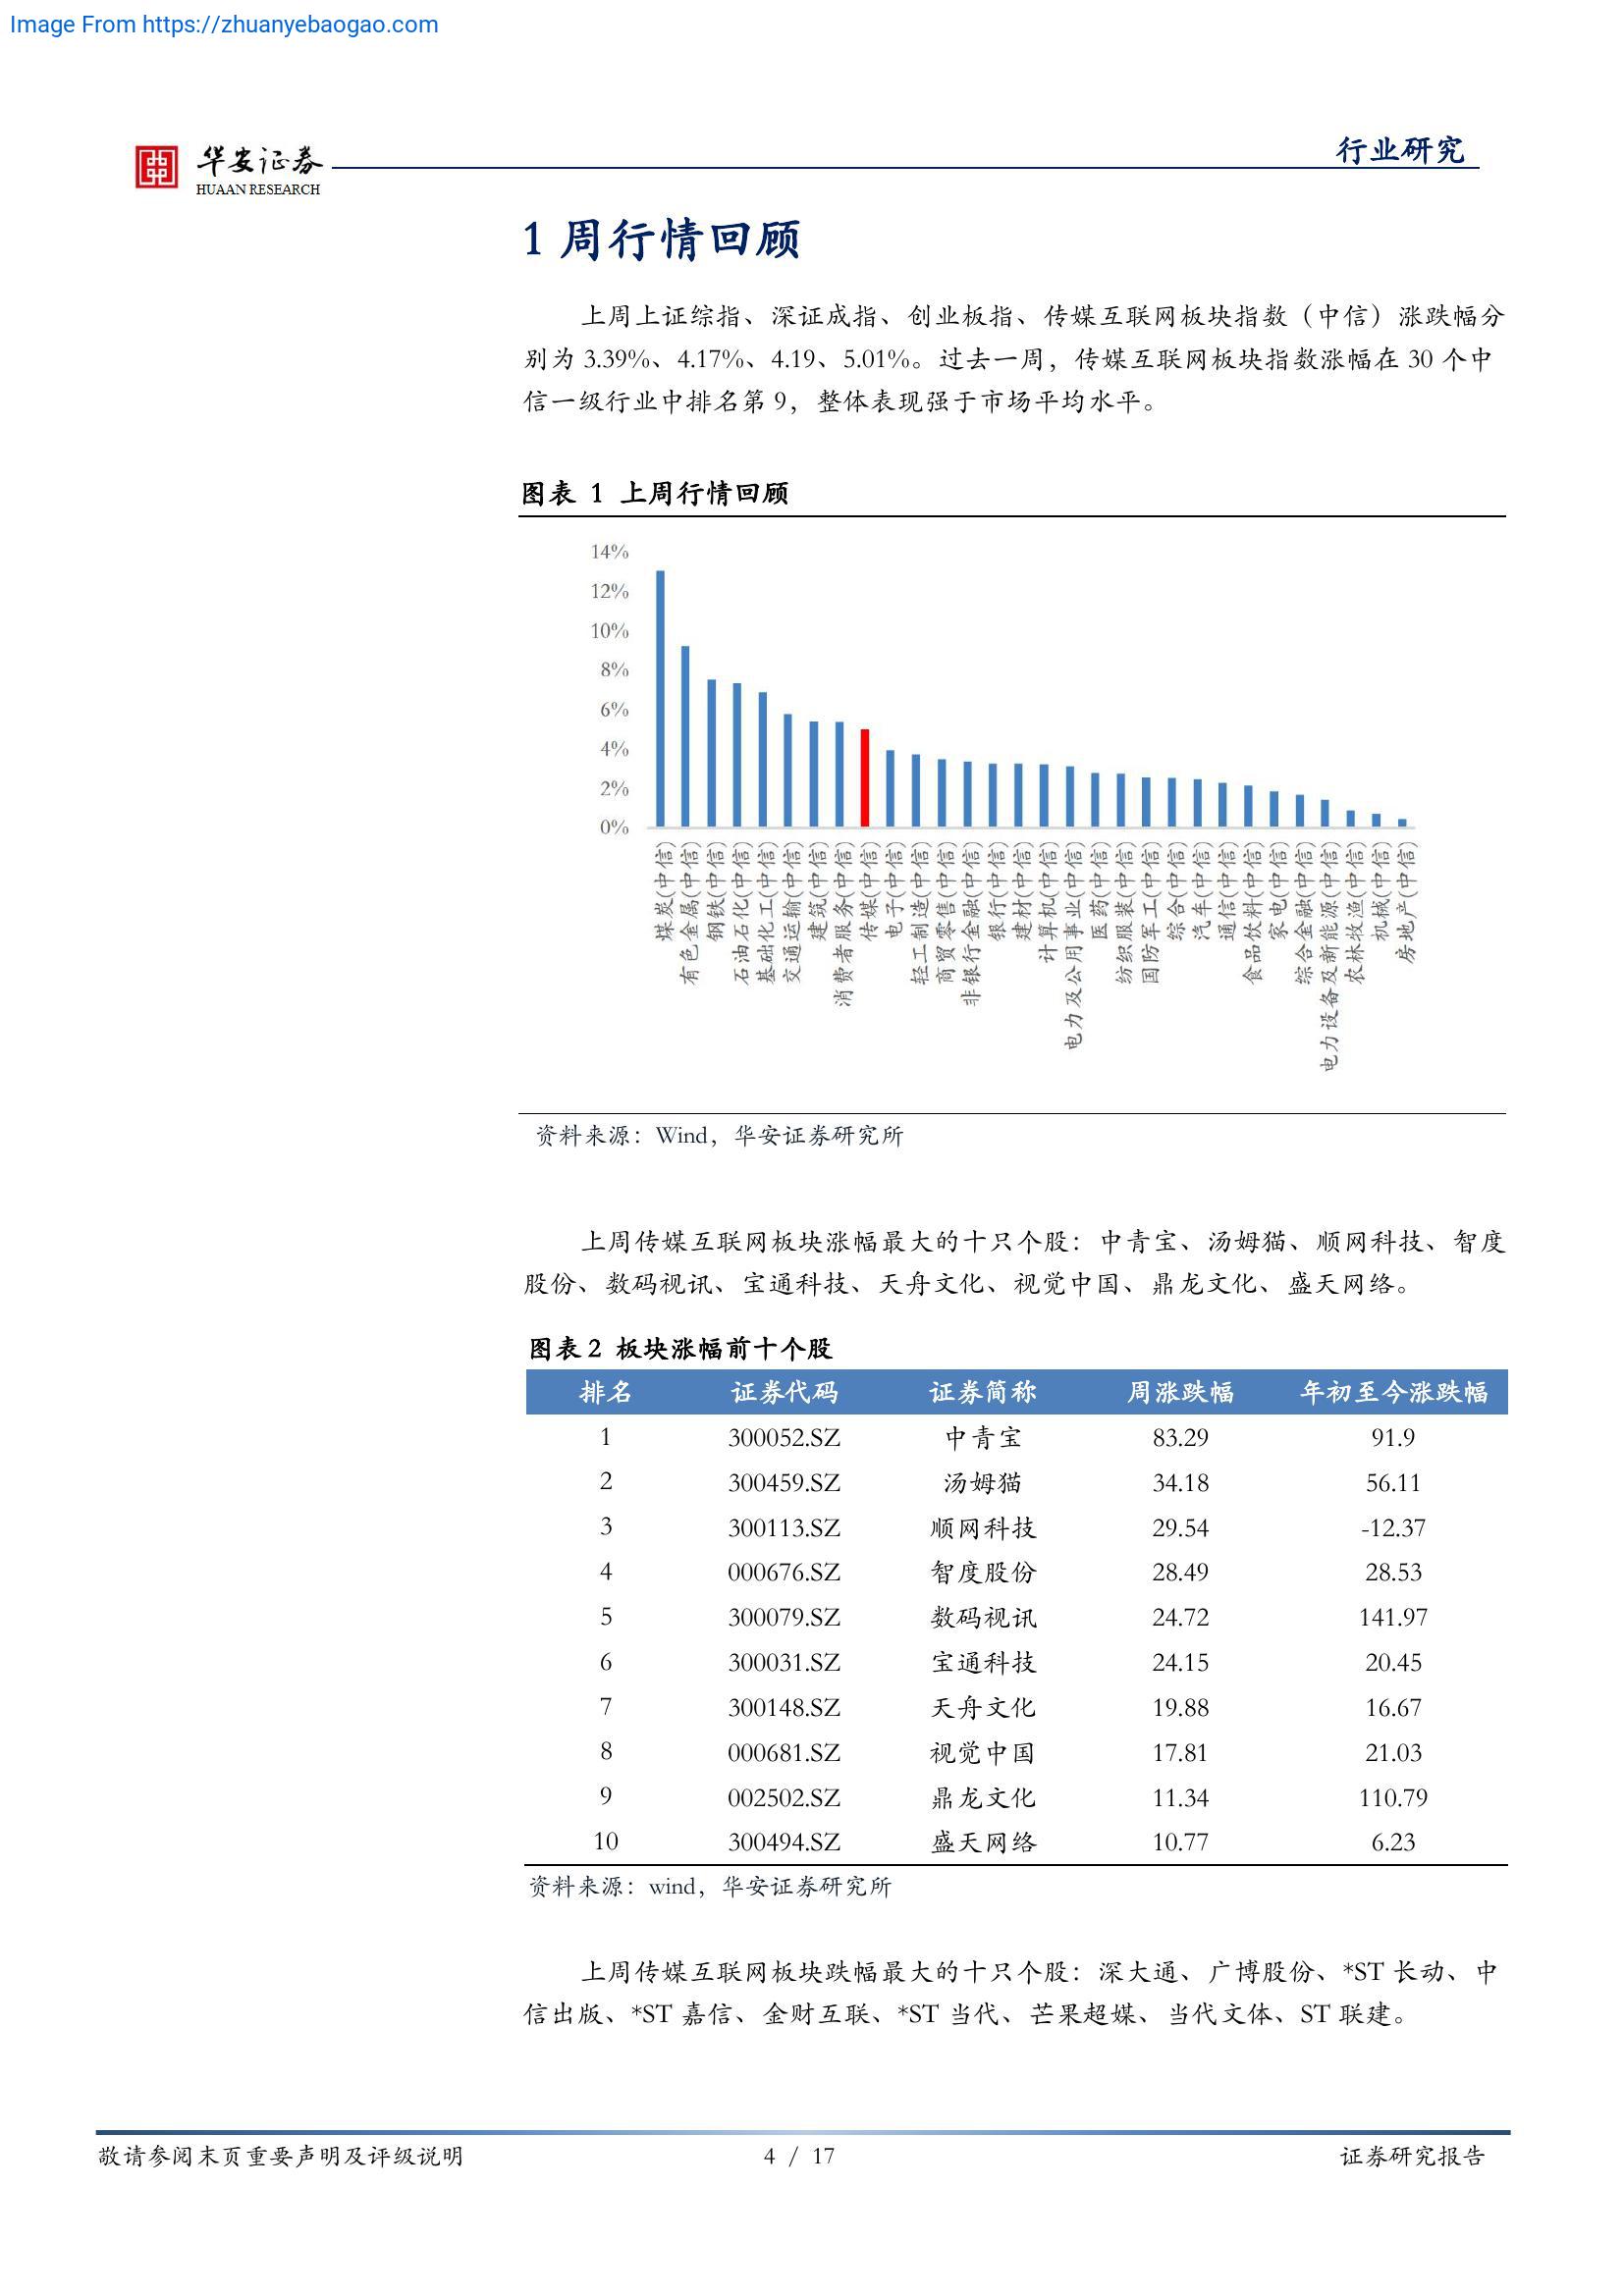 Image From https://zhuanyebaogao.com
华安证券
HUAAN RESEARCH
行业研究
1 周行情回顾
上周上证综指、深证成指、创业板指、传媒互联网板块指数（中信）涨跌幅分
别为 3.39%、4.17%、4.19、5.01%。过去一周，传媒互联网板块指数涨幅在 30 个中
信一级行业中排名第 9，整体表现强于市场平均水平。
图表 1 上周行情回顾
14%
12%
10%
8%
6%
4%
2%
0%
煤炭(中信)
有色金属(中信)
钢铁(中信)
石油石化(中信)
基础化工(中信)
交通运输(中信)
建筑(中信)
消费者服务(中信)
传媒(中信)
电子(中信)
轻工制造(中信)
商贸零售(中信)
非银行金融(中信)
银行(中信)
建材(中信)
计算机(中信)
电力及公用事业(中信)
医药(中信)
纺织服装(中信)
国防军工(中信)
综合(中信)
汽车(中信)
通信(中信)
食品饮料(中信)
家电(中信)
综合金融(中信)
电力设备及新能源(中信)
农林牧渔(中信)
机械(中信)
房地产(中信)
资料来源：Wind，华安证券研究所
上周传媒互联网板块涨幅最大的十只个股：中青宝、汤姆猫、顺网科技、智度
股份、数码视讯、宝通科技、天舟文化、视觉中国、鼎龙文化、盛天网络。
图表 2 板块涨幅前十个股
排名 证券代码 证券简称 周涨跌幅 年初至今涨跌幅
1 300052.SZ 中青宝 83.29 91.9
2 300459.SZ 汤姆猫 34.18 56.11
3 300113.SZ 顺网科技 29.54 -12.37
4 000676.SZ 智度股份 28.49 28.53
5 300079.SZ 数码视讯 24.72 141.97
6 300031.SZ 宝通科技 24.15 20.45
7 300148.SZ 天舟文化 19.88 16.67
8 000681.SZ 视觉中国 17.81 21.03
9 002502.SZ 鼎龙文化 11.34 110.79
10 300494.SZ 盛天网络 10.77 6.23
资料来源：wind，华安证券研究所
上周传媒互联网板块跌幅最大的十只个股：深大通、广博股份、*ST 长动、中
信出版、*ST 嘉信、金财互联、*ST 当代、芒果超媒、当代文体、ST 联建。
敬请参阅末页重要声明及评级说明
4 / 17
证券研究报告